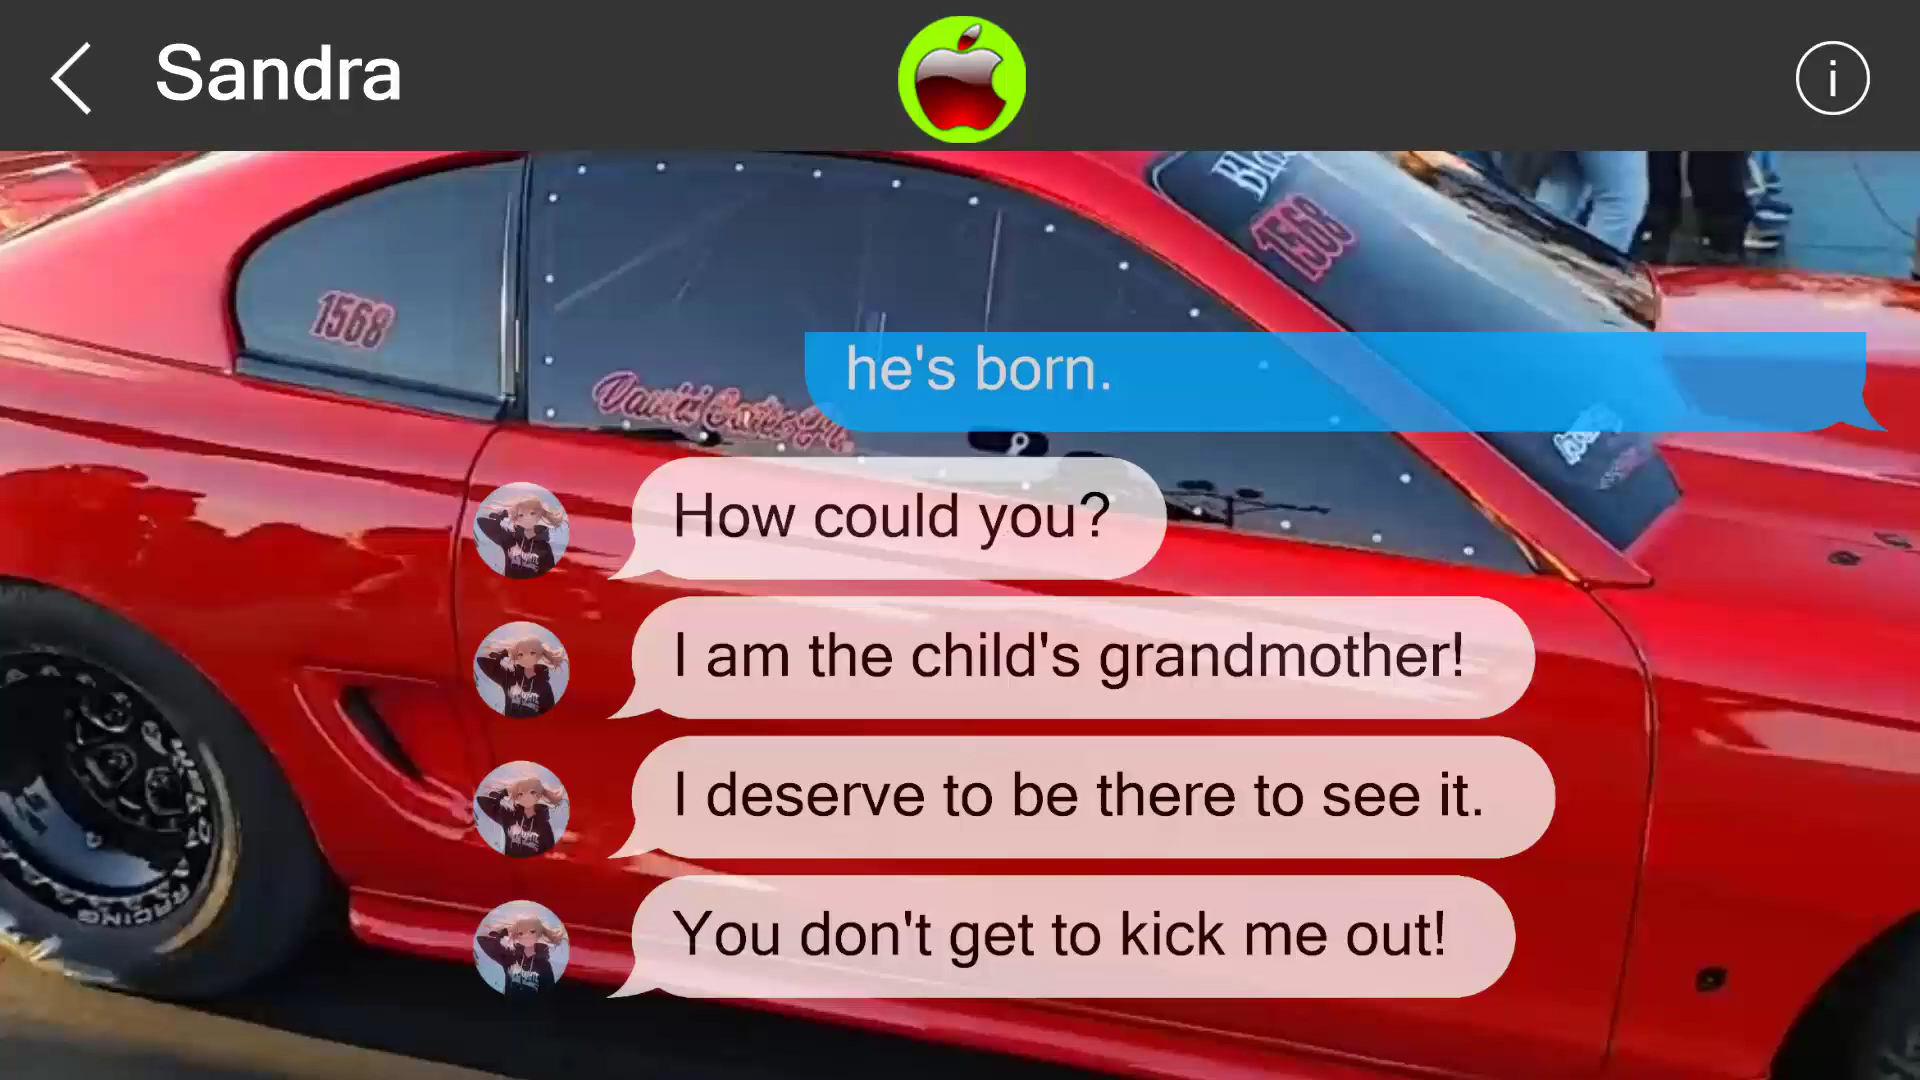 Sandra
i
1568
1568
he's born.
How could you?
I am the child's grandmother!
I deserve to be there to see it.
You don't get to kick me out!
RACING